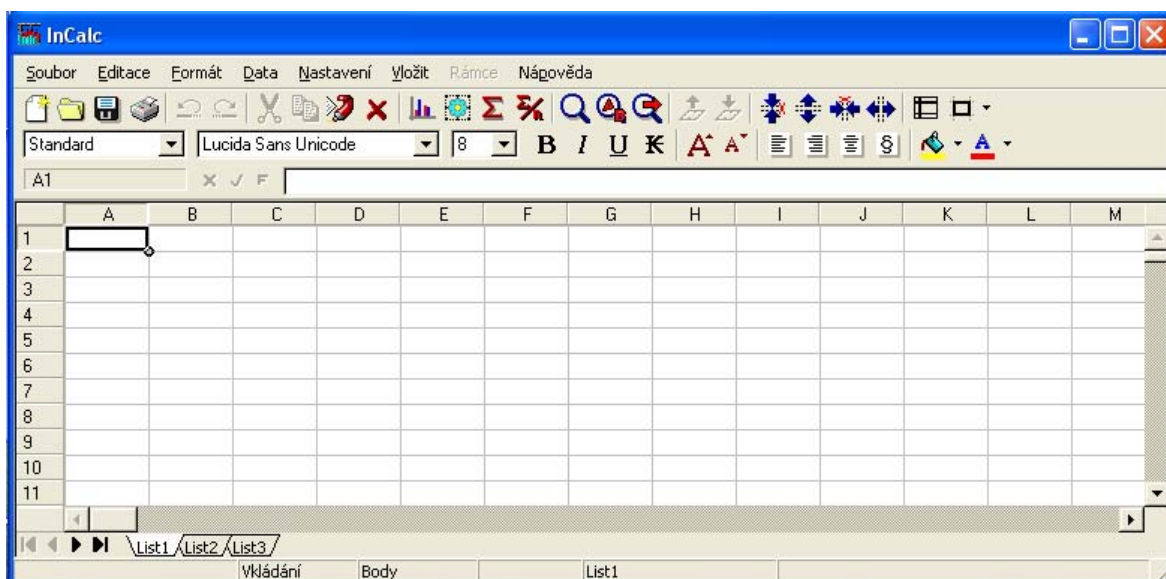 InCalc
Soubor Editace Formát Data Nastavení Vložit Rámce Nápověda
Standard Lucida Sans Unicode 8 B I U K A A § A
A1 F
A B C D E F G H I J K L M
1
2
3
4
5
6
7
8
9
10
11
List1 List2 List3
Vkládání Body List1